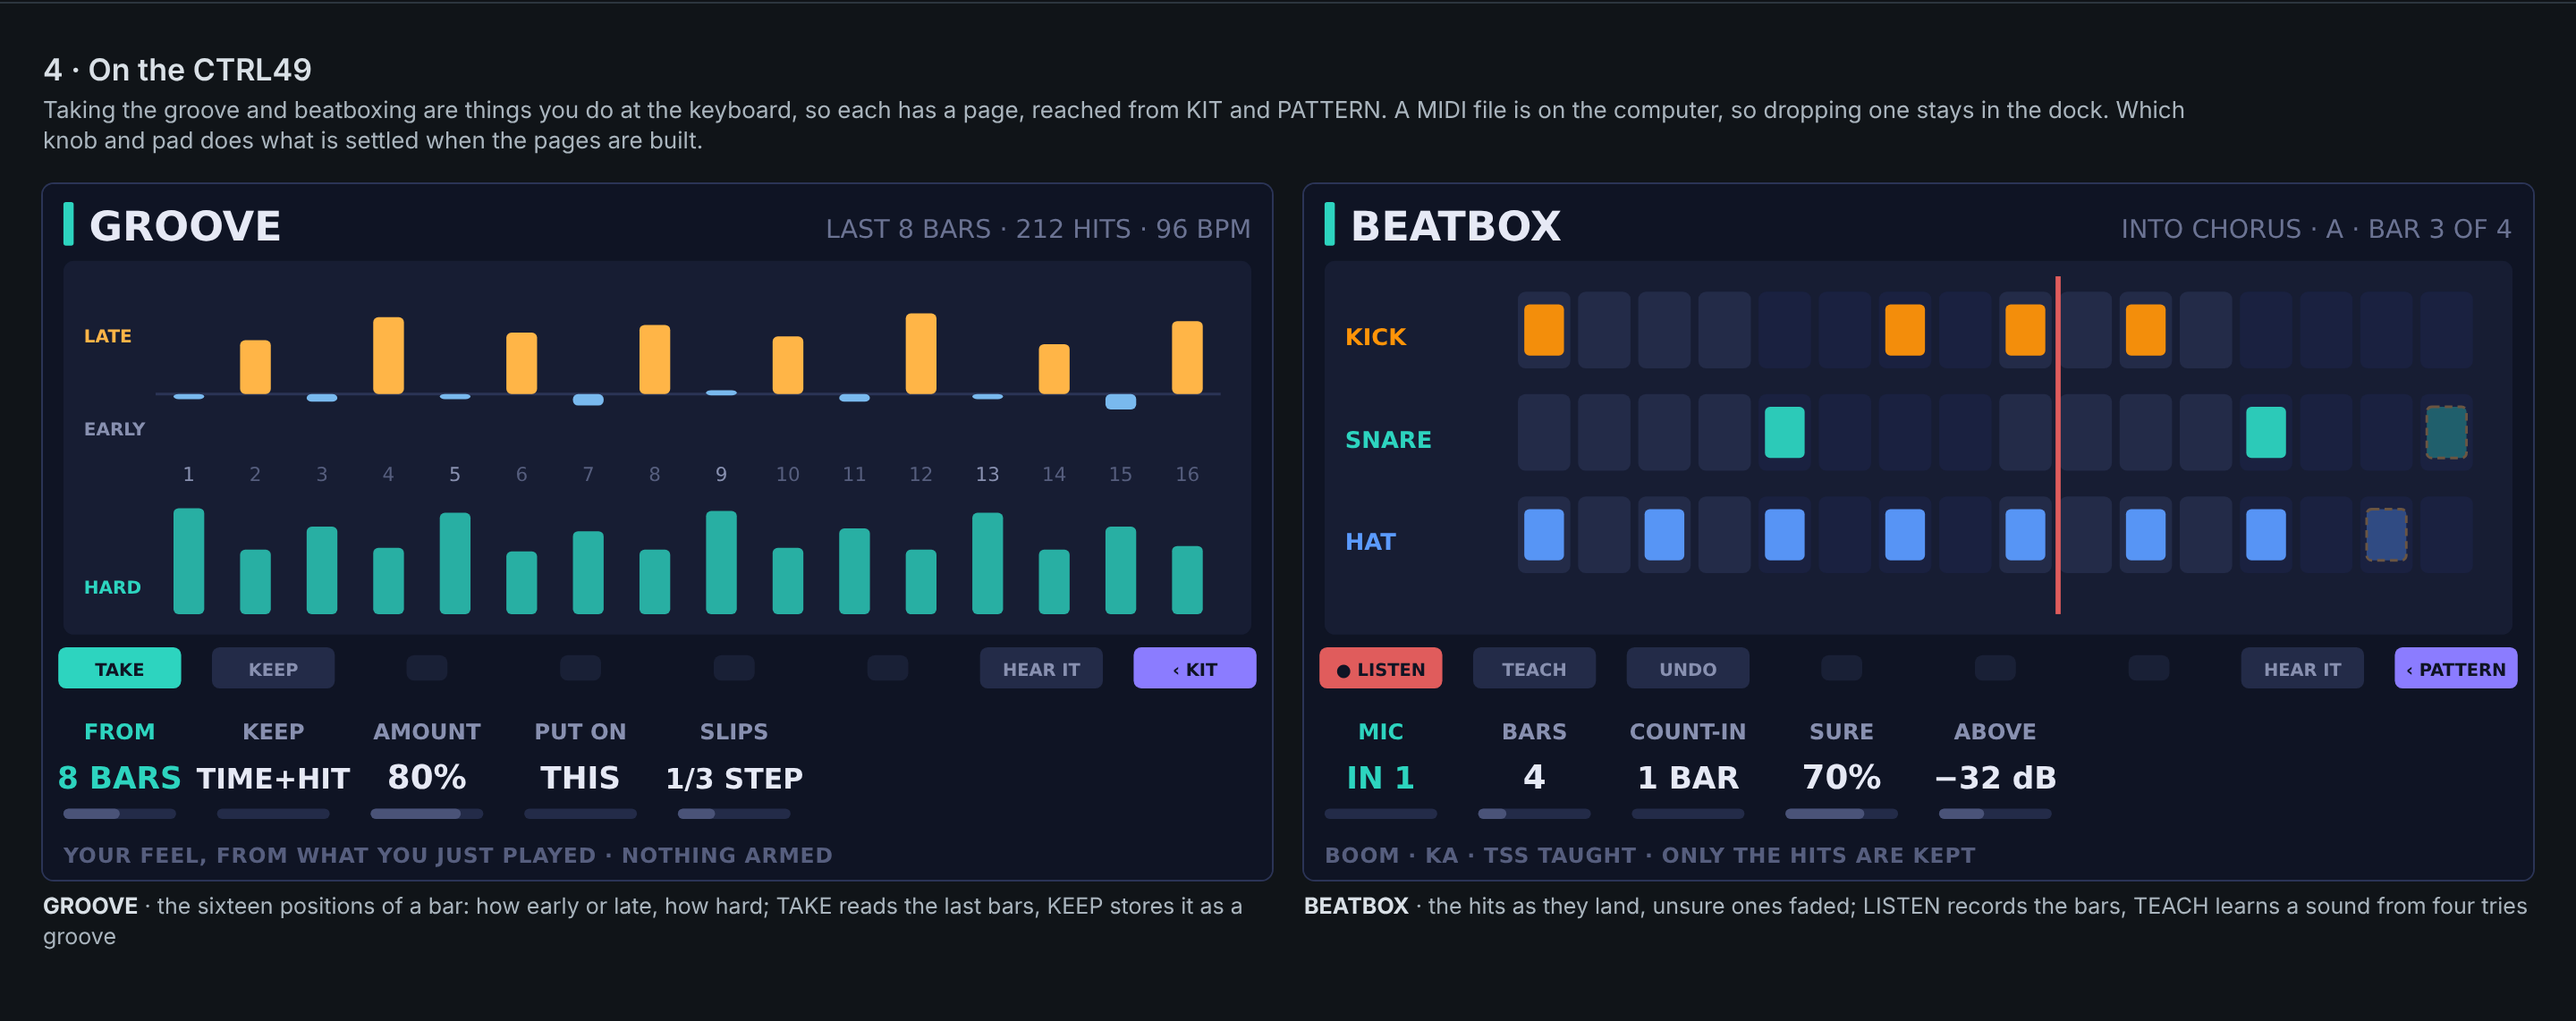 4 · On the CTRL49
Taking the groove and beatboxing are things you do at the keyboard, so each has a page, reached from KIT and PATTERN. A MIDI file is on the computer, so dropping one stays in the dock. Which
knob and pad does what is settled when the pages are built.
GROOVE
LAST 8 BARS · 212 HITS · 96 BPM
LATE
EARLY
1 2 3 4 5 6 7 8 9 10 11 12 13 14 15 16
HARD
TAKE KEEP HEAR IT ‹ KIT
FROM KEEP AMOUNT PUT ON SLIPS
8 BARS TIME+HIT 80% THIS 1/3 STEP
YOUR FEEL, FROM WHAT YOU JUST PLAYED · NOTHING ARMED
GROOVE · the sixteen positions of a bar: how early or late, how hard; TAKE reads the last bars, KEEP stores it as a
groove
BEATBOX
INTO CHORUS · A · BAR 3 OF 4
KICK
SNARE
HAT
● LISTEN TEACH UNDO HEAR IT ‹ PATTERN
MIC BARS COUNT-IN SURE ABOVE
IN 1 4 1 BAR 70% −32 dB
BOOM · KA · TSS TAUGHT · ONLY THE HITS ARE KEPT
BEATBOX · the hits as they land, unsure ones faded; LISTEN records the bars, TEACH learns a sound from four tries